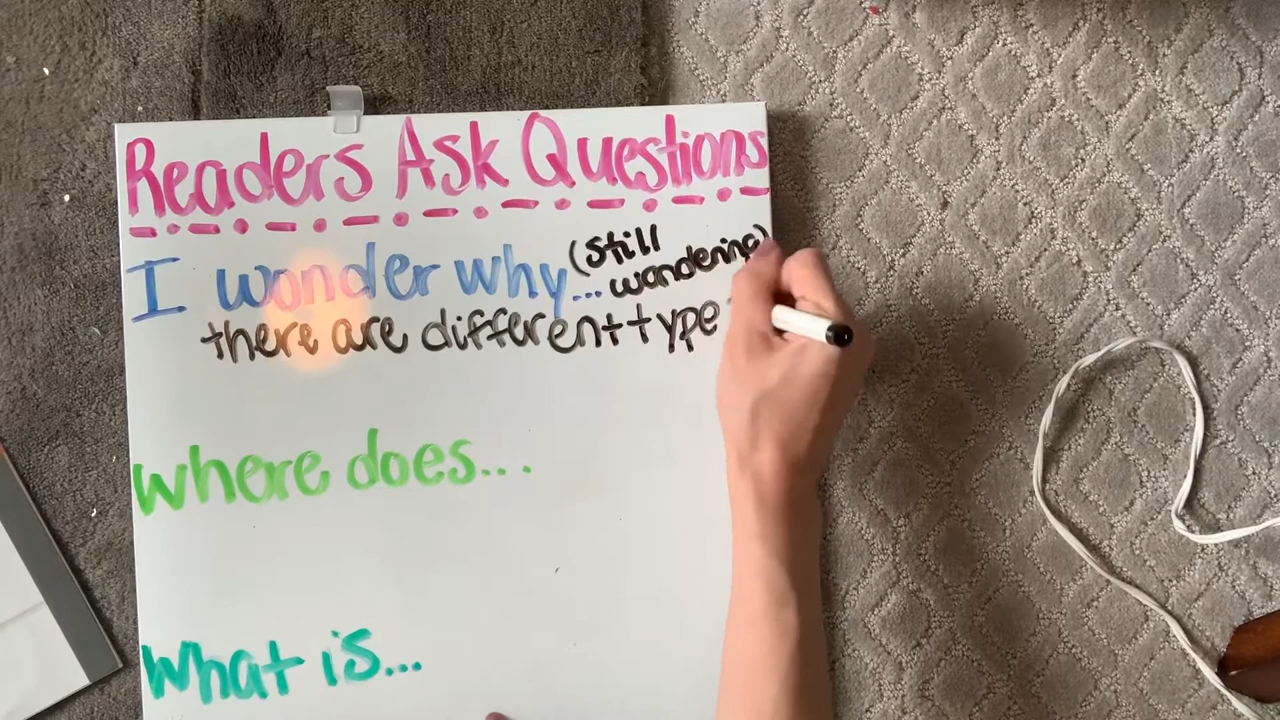 Readers Ask Questions
I wonder why... (still
wondering)
there are different type
where does...
what is...